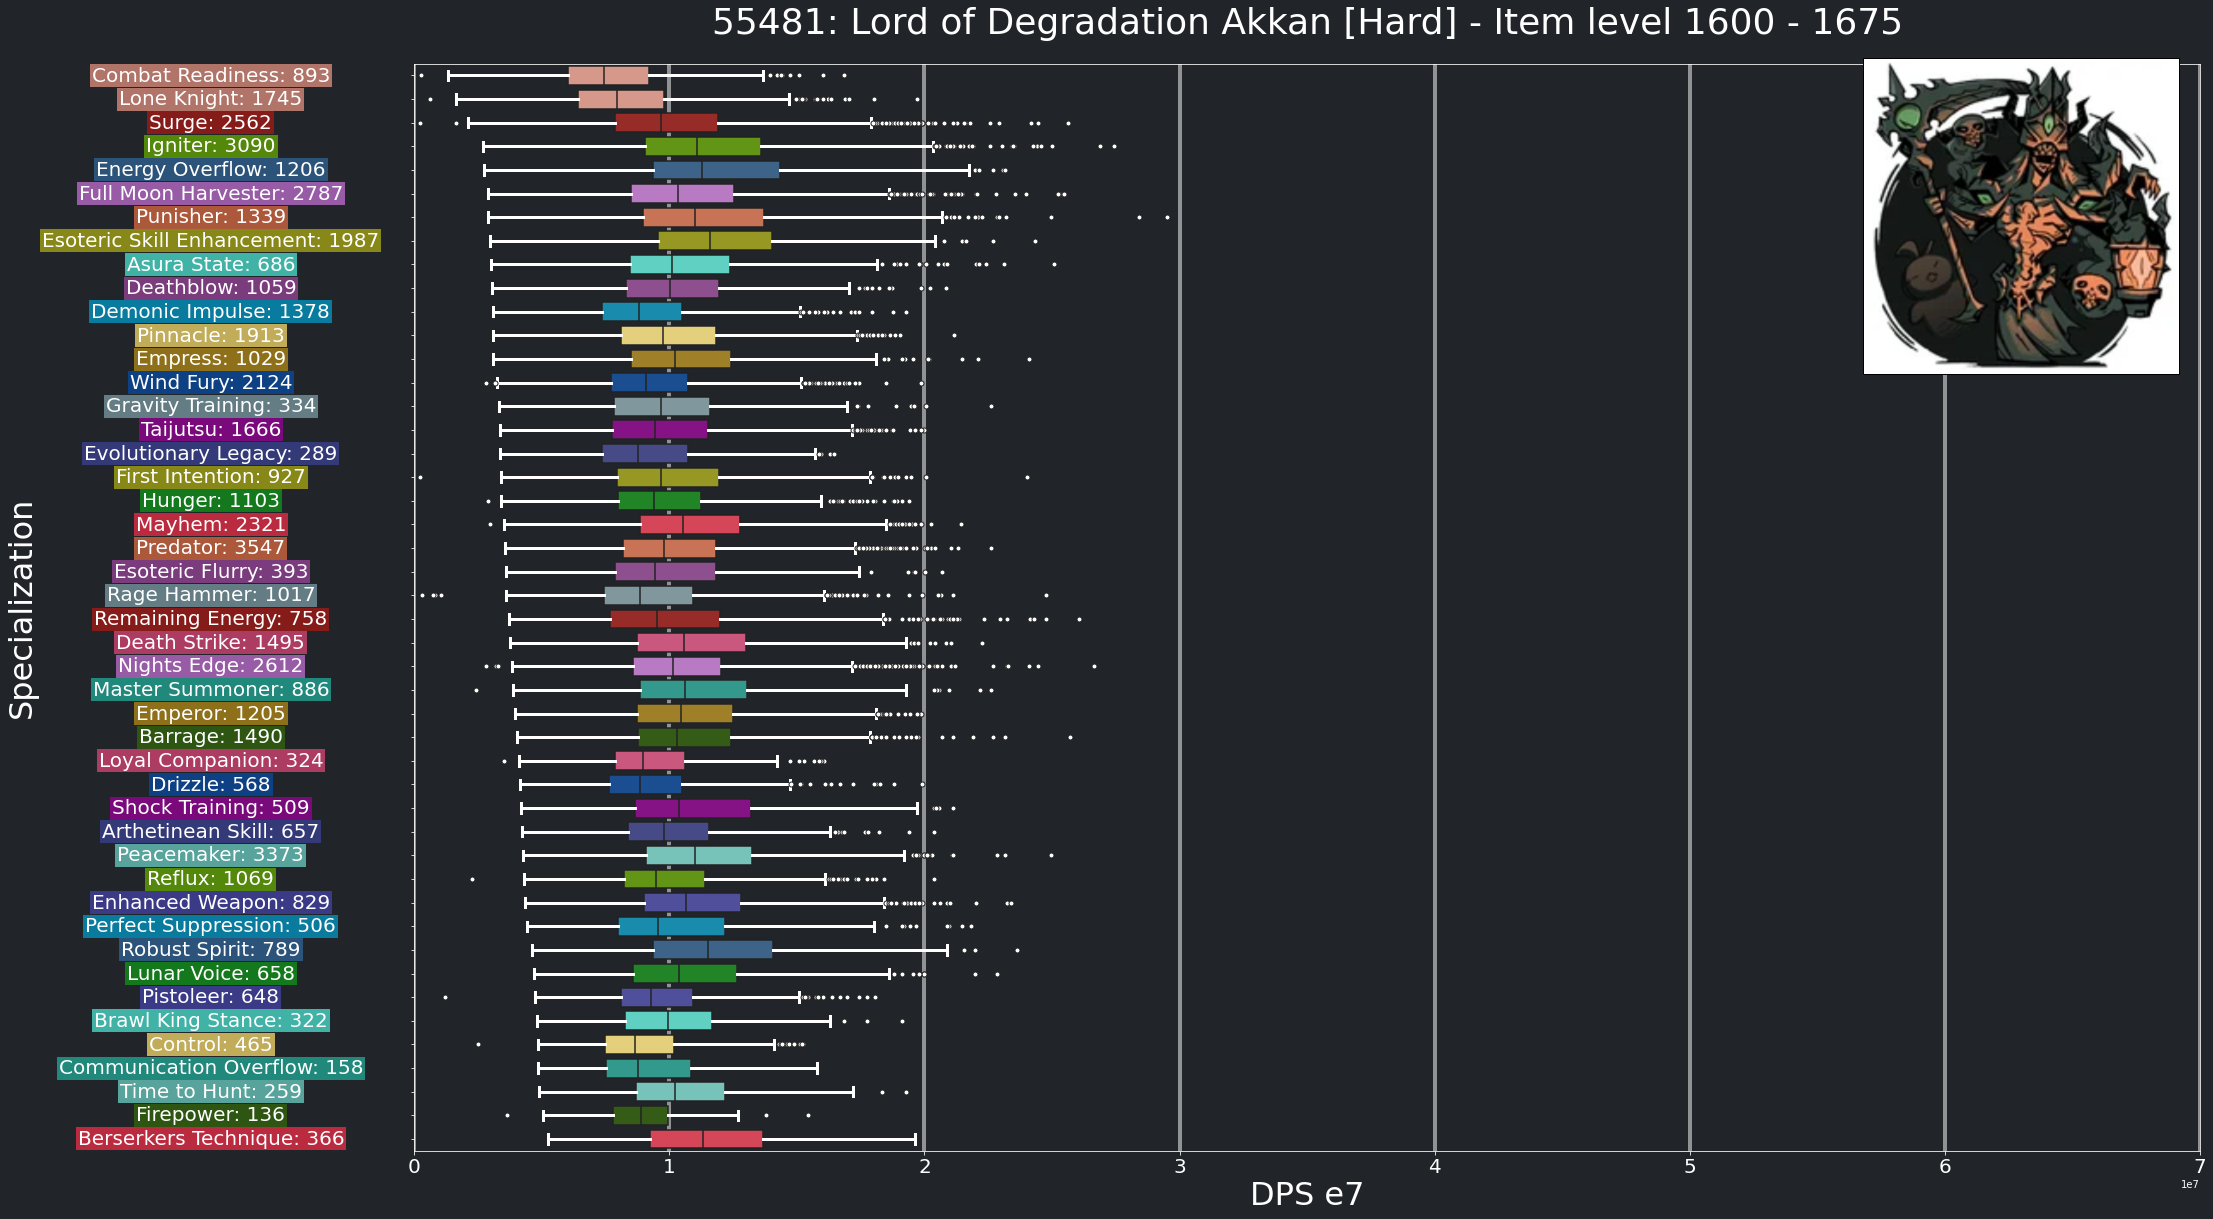 55481: Lord of Degradation Akkan [Hard] - Item level 1600 - 1675
Specialization
Combat Readiness: 893
Lone Knight: 1745
Surge: 2562
Igniter: 3090
Energy Overflow: 1206
Full Moon Harvester: 2787
Punisher: 1339
Esoteric Skill Enhancement: 1987
Asura State: 686
Deathblow: 1059
Demonic Impulse: 1378
Pinnacle: 1913
Empress: 1029
Wind Fury: 2124
Gravity Training: 334
Taijutsu: 1666
Evolutionary Legacy: 289
First Intention: 927
Hunger: 1103
Mayhem: 2321
Predator: 3547
Esoteric Flurry: 393
Rage Hammer: 1017
Remaining Energy: 758
Death Strike: 1495
Nights Edge: 2612
Master Summoner: 886
Emperor: 1205
Barrage: 1490
Loyal Companion: 324
Drizzle: 568
Shock Training: 509
Arthetinean Skill: 657
Peacemaker: 3373
Reflux: 1069
Enhanced Weapon: 829
Perfect Suppression: 506
Robust Spirit: 789
Lunar Voice: 658
Pistoleer: 648
Brawl King Stance: 322
Control: 465
Communication Overflow: 158
Time to Hunt: 259
Firepower: 136
Berserkers Technique: 366
0 1 2 3 4 5 6 7
1e7
DPS e7